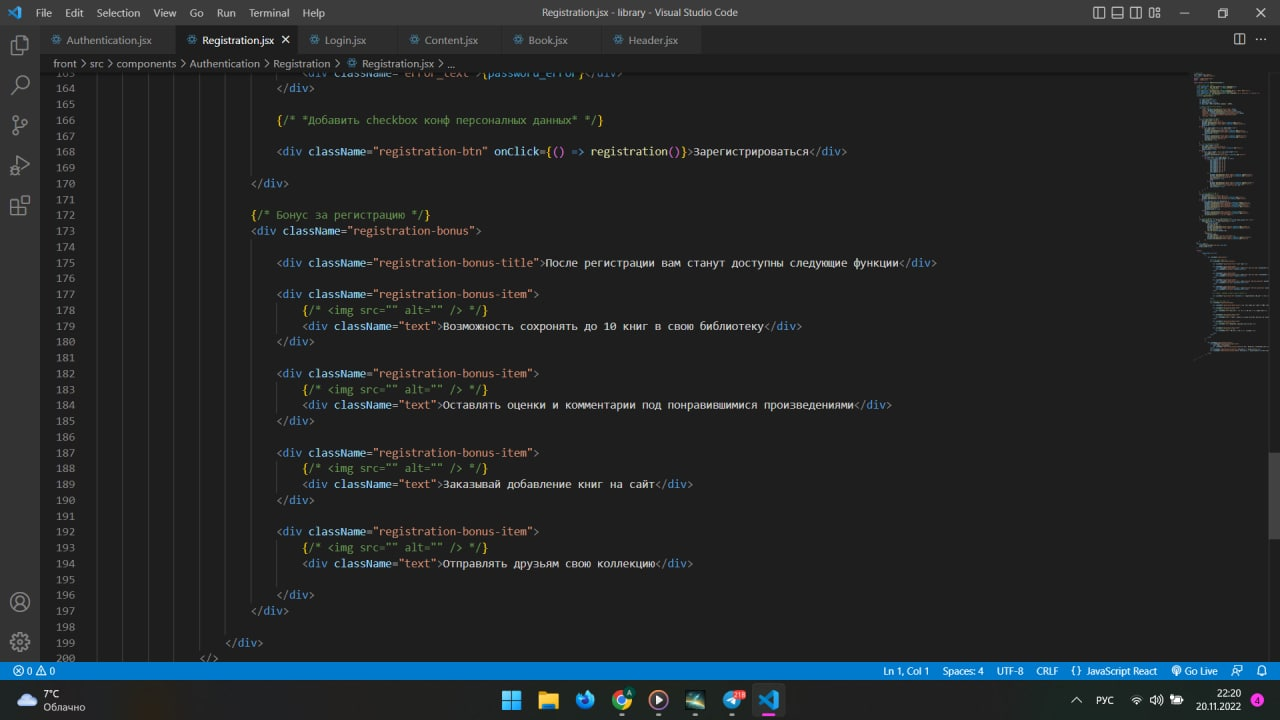 File Edit Selection View Go Run Terminal Help Registration.jsx - library - Visual Studio Code
Authentication.jsx Registration.jsx Login.jsx Content.jsx Book.jsx Header.jsx
front > src > components > Authentication > Registration > Registration.jsx > ...
163 <div className="error_text">{password_error}</div>
164 </div>
165
166 {/* *Добавить checkbox конф персоналых данных* */}
167
168 <div className="registration-btn" onClick={() => registration()}>Зарегистрироваться</div>
169
170 </div>
171
172 {/* Бонус за регистрацию */}
173 <div className="registration-bonus">
174
175 <div className="registration-bonus-title">После регистрации вам станут доступны следующие функции</div>
176
177 <div className="registration-bonus-item">
178 {/* <img src="" alt="" /> */}
179 <div className="text">Возможность хронять до 10 книг в свою библиотеку</div>
180 </div>
181
182 <div className="registration-bonus-item">
183 {/* <img src="" alt="" /> */}
184 <div className="text">Оставлять оценки и комментарии под понравившимися произведениями</div>
185 </div>
186
187 <div className="registration-bonus-item">
188 {/* <img src="" alt="" /> */}
189 <div className="text">Заказывай добавление книг на сайт</div>
190 </div>
191
192 <div className="registration-bonus-item">
193 {/* <img src="" alt="" /> */}
194 <div className="text">Отправлять друзьям свою коллекцию</div>
195
196 </div>
197 </div>
198
199 </div>
200 </>
0 0 Ln 1, Col 1 Spaces: 4 UTF-8 CRLF {} JavaScript React Go Live
7°C
Облачно
A
218
РУС
22:20
20.11.2022
4